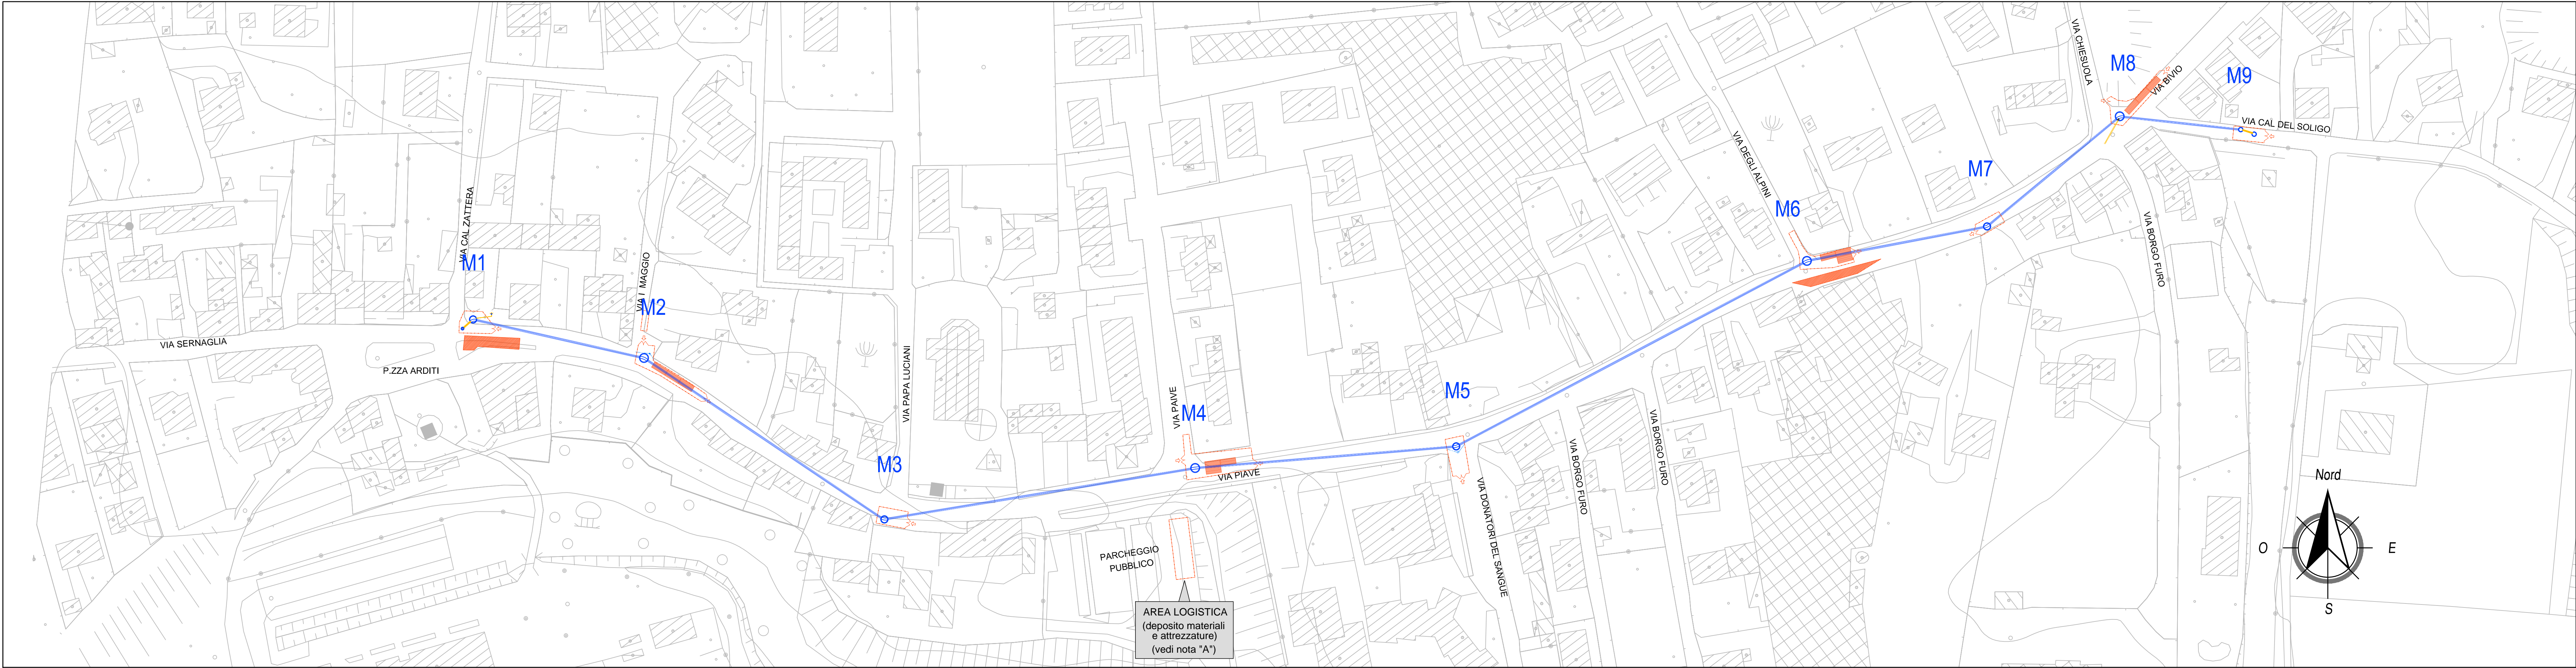 VIA CHIESUOLA
M8
VIA BIVIO
M9
VIA CAL DEL SOLIGO
VIA DEGLI ALPINI
M7
VIA CAL ZATTERA
M6
VIA BORGO FURO
M1
VIA I MAGGIO
M2
VIA SERNAGLIA
P.ZZA ARDITI
VIA PAPA LUCIANI
VIA PAIVE
M4
M5
M3
VIA PIAVE
VIA BORGO FURO
VIA BORGO FURO
VIA DONATORI DEL SANGUE
Nord
O
E
S
PARCHEGGIO
PUBBLICO
AREA LOGISTICA
(deposito materiali
e attrezzature)
(vedi nota "A")